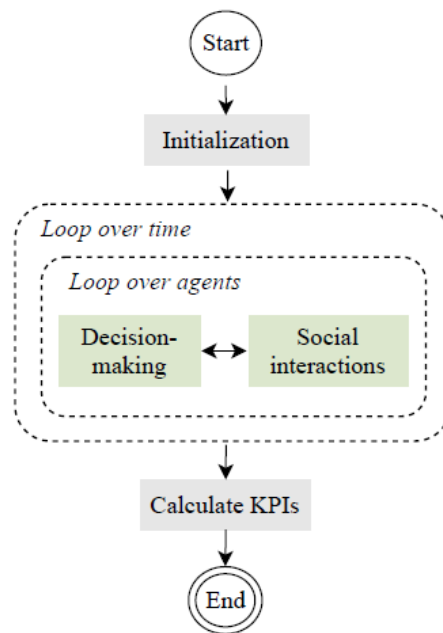 Start
Initialization
Loop over time
Loop over agents
Decision-
making
Social
interactions
Calculate KPIs
End